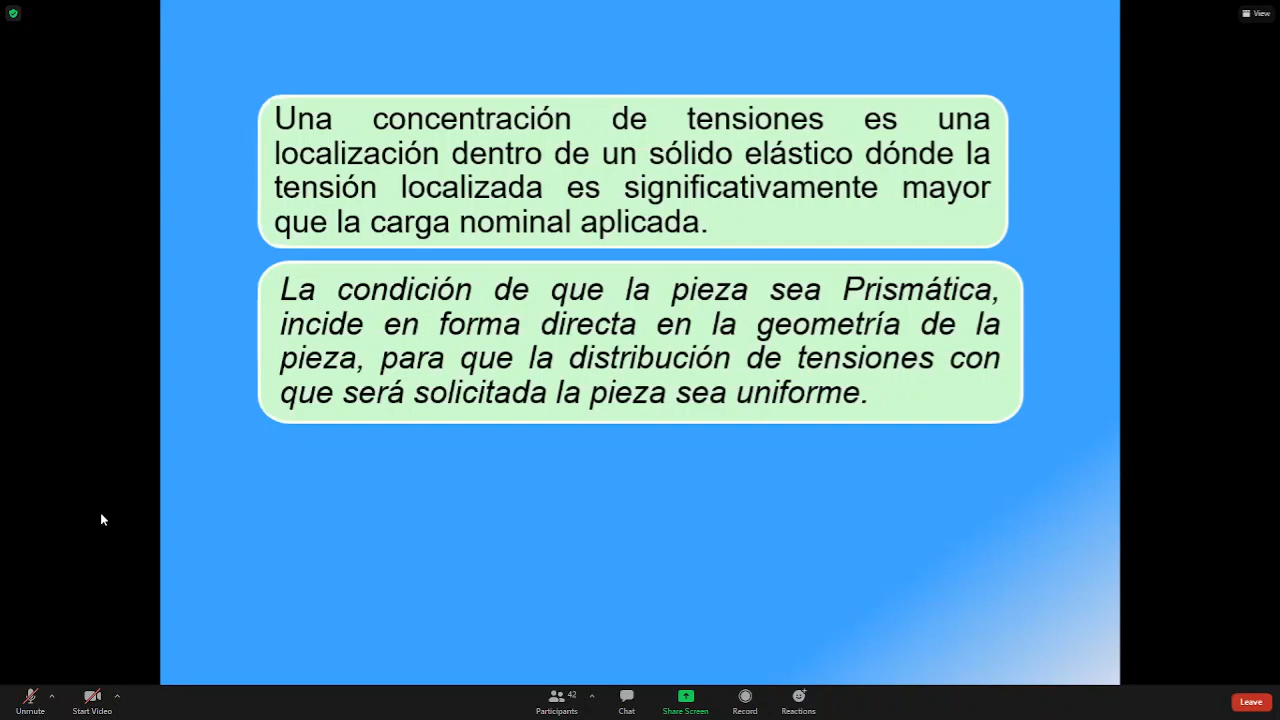 View
Una concentración de tensiones es una
localización dentro de un sólido elástico dónde la
tensión localizada es significativamente mayor
que la carga nominal aplicada.
La condición de que la pieza sea Prismática,
incide en forma directa en la geometría de la
pieza, para que la distribución de tensiones con
que será solicitada la pieza sea uniforme.
42
Unmute Start Video Participants Chat Share Screen Record Reactions Leave